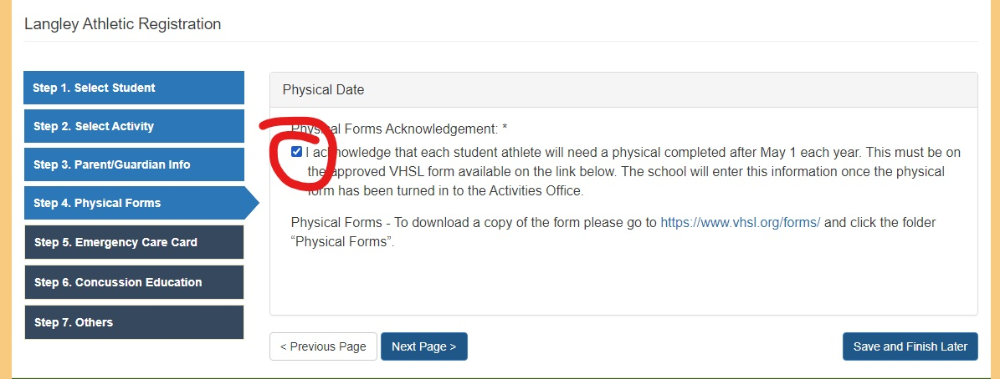 Langley Athletic Registration
Step 1. Select Student
Step 2. Select Activity
Step 3. Parent/Guardian Info
Step 4. Physical Forms
Step 5. Emergency Care Card
Step 6. Concussion Education
Step 7. Others
Physical Date
Physical Forms Acknowledgement: *
I acknowledge that each student athlete will need a physical completed after May 1 each year. This must be on
the approved VHSL form available on the link below. The school will enter this information once the physical
form has been turned in to the Activities Office.
Physical Forms - To download a copy of the form please go to https://www.vhsl.org/forms/ and click the folder
“Physical Forms”.
< Previous Page
Next Page >
Save and Finish Later